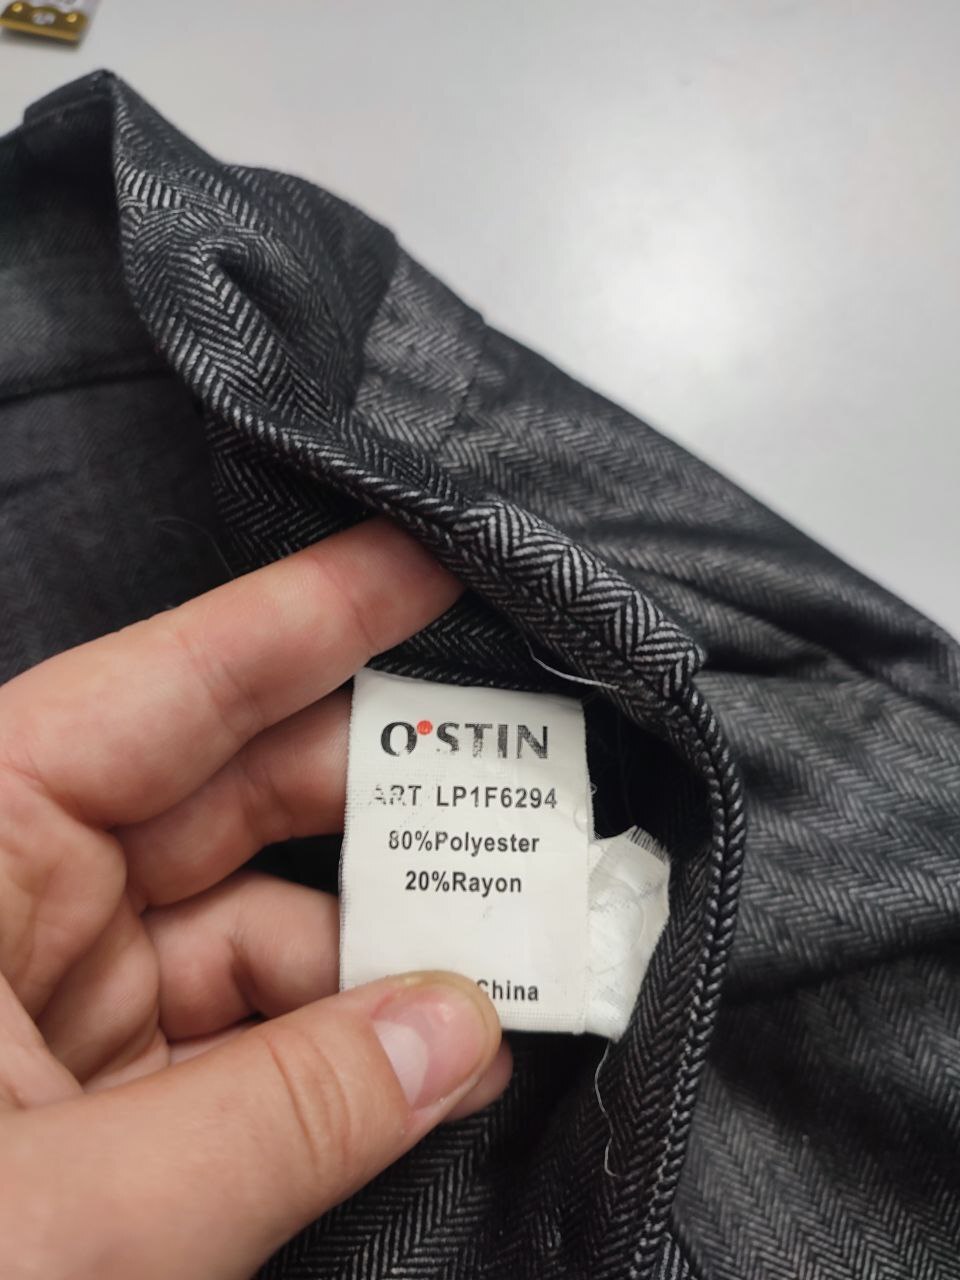 O'STIN
ART LP1F6294
80%Polyester
20%Rayon
China